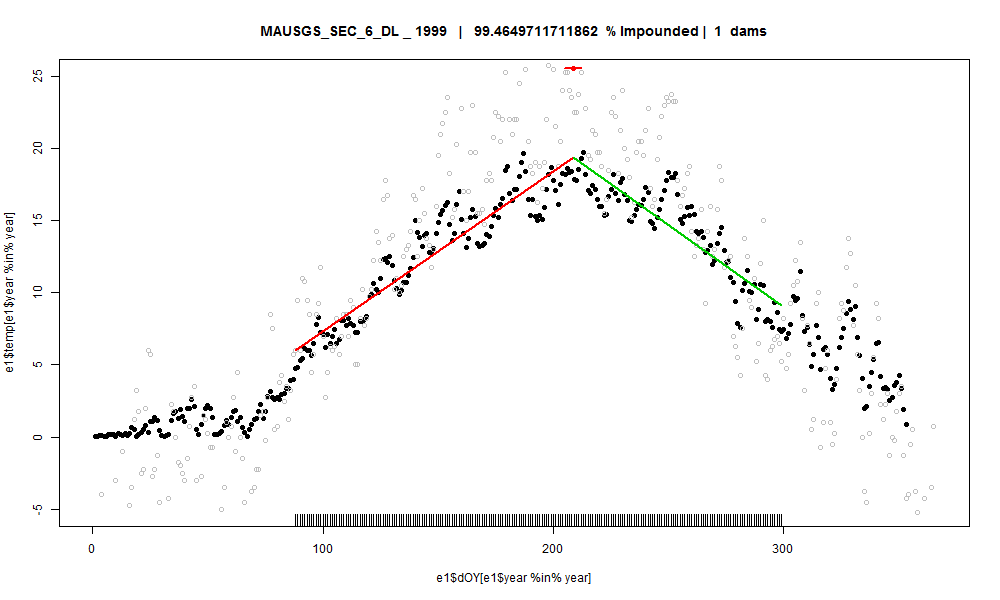 MAUSGS_SEC_6_DL _ 1999 | 99.4649711711862 % Impounded | 1 dams
e1$temp[e1$year %in% year]
25
20
15
10
5
0
-5
0 100 200 300
e1$dOY[e1$year %in% year]